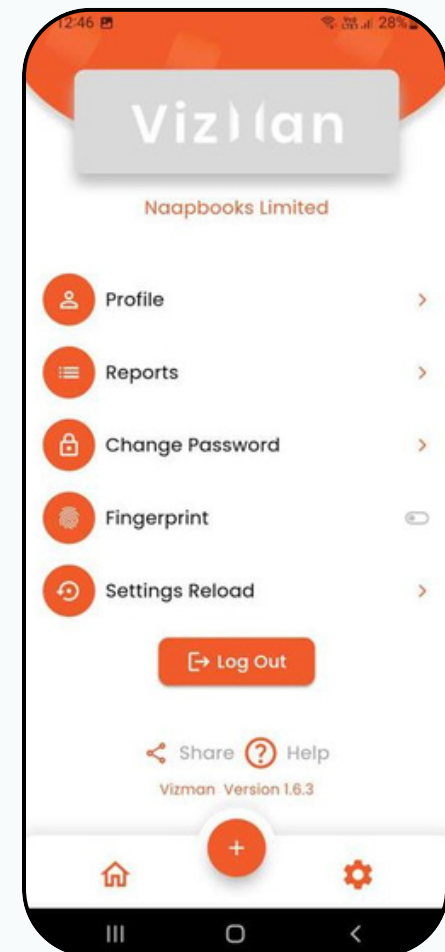 12:46 28%
VizMan
Naapbooks Limited
Profile
Reports
Change Password
Fingerprint
Settings Reload
Log Out
Share ? Help
Vizman Version 1.6.3